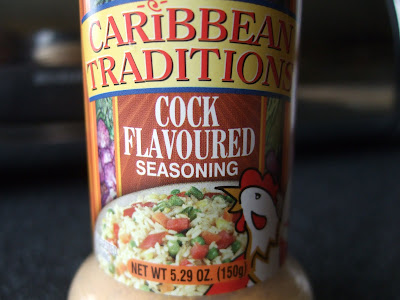 CARIBBEAN
TRADITIONS
COCK
FLAVOURED
SEASONING
NET WT 5.29 OZ. (150g)